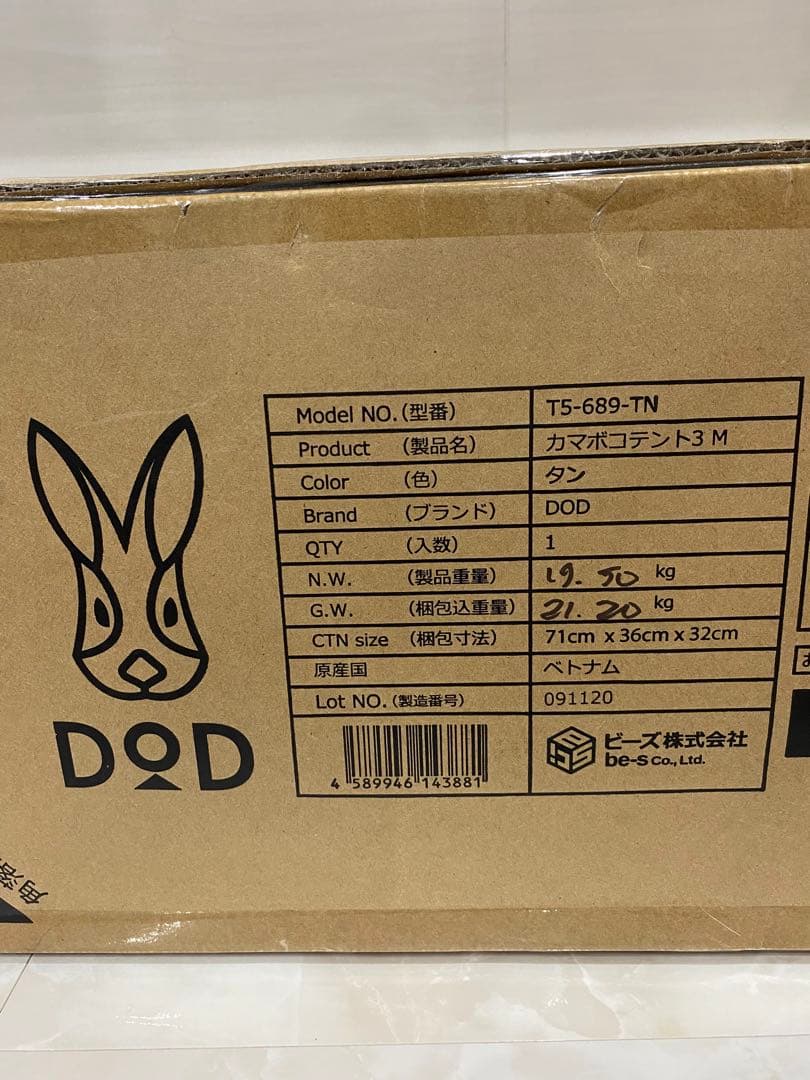 Model NO.(型番) T5-689-TN
Product (製品名) カマボコテント3 M
Color (色) タン
Brand (ブランド) DOD
QTY (入数) 1
N.W. (製品重量) 19.50 kg
G.W. (梱包込重量) 21.20 kg
CTN size (梱包寸法) 71cm x 36cm x 32cm
原産国 ベトナム
Lot NO.(製造番号) 091120
4 589946 143881
ビーズ株式会社
be-s Co., Ltd.
DOD
角落